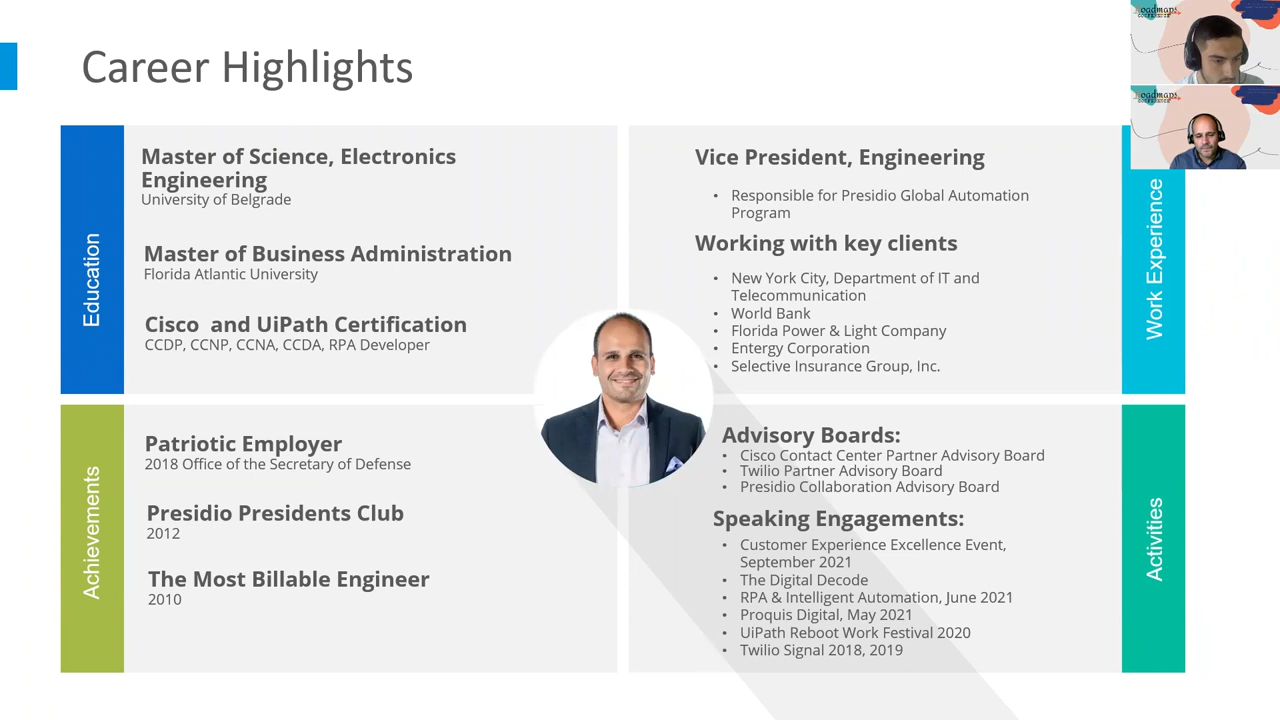 Career Highlights
Education
Master of Science, Electronics
Engineering
University of Belgrade
Master of Business Administration
Florida Atlantic University
Cisco and UiPath Certification
CCDP, CCNP, CCNA, CCDA, RPA Developer
Vice President, Engineering
• Responsible for Presidio Global Automation
Program
Working with key clients
• New York City, Department of IT and
Telecommunication
• World Bank
• Florida Power & Light Company
• Entergy Corporation
• Selective Insurance Group, Inc.
Work Experience
Achievements
Patriotic Employer
2018 Office of the Secretary of Defense
Presidio Presidents Club
2012
The Most Billable Engineer
2010
Advisory Boards:
• Cisco Contact Center Partner Advisory Board
• Twilio Partner Advisory Board
• Presidio Collaboration Advisory Board
Speaking Engagements:
• Customer Experience Excellence Event,
September 2021
• The Digital Decode
• RPA & Intelligent Automation, June 2021
• Proquis Digital, May 2021
• UiPath Reboot Work Festival 2020
• Twilio Signal 2018, 2019
Activities